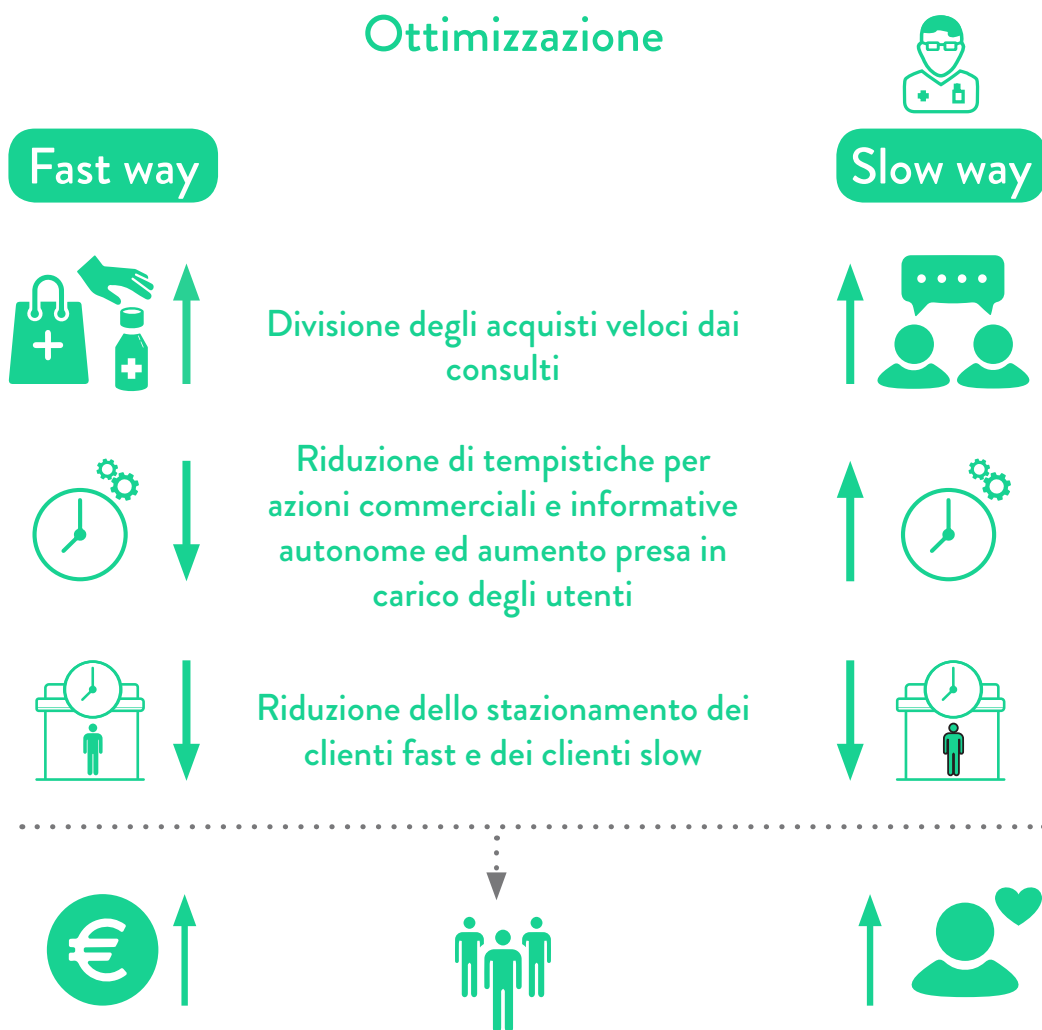 Ottimizzazione
Fast way
Slow way
Divisione degli acquisti veloci dai
consulti
Riduzione di tempistiche per
azioni commerciali e informative
autonome ed aumento presa in
carico degli utenti
Riduzione dello stazionamento dei
clienti fast e dei clienti slow
€